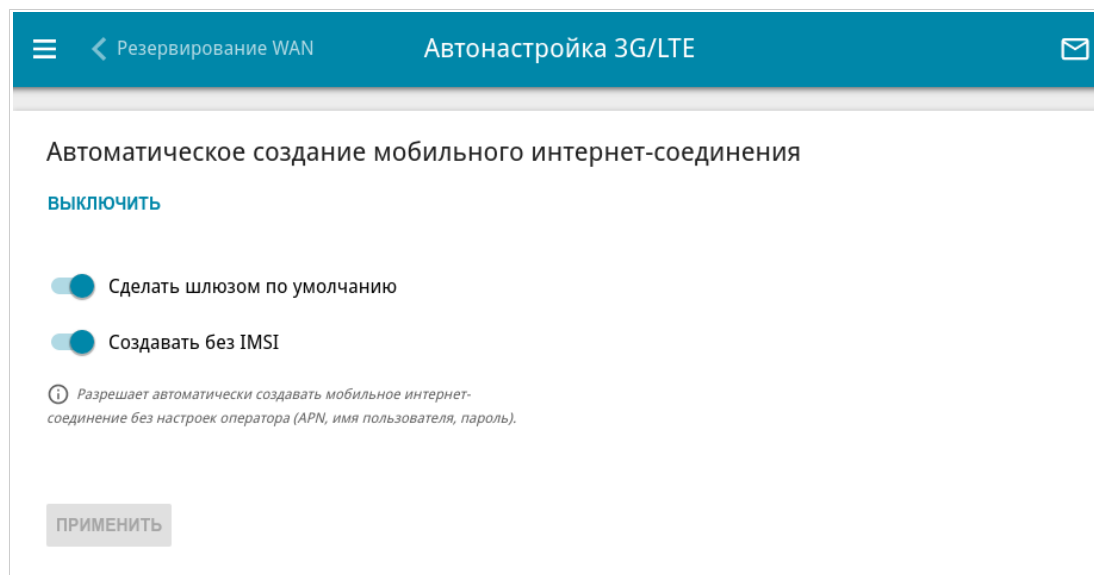 Резервирование WAN
Автонастройка 3G/LTE
Автоматическое создание мобильного интернет-соединения
ВЫКЛЮЧИТЬ
Сделать шлюзом по умолчанию
Создавать без IMSI
Разрешает автоматически создавать мобильное интернет-
соединение без настроек оператора (APN, имя пользователя, пароль).
ПРИМЕНИТЬ